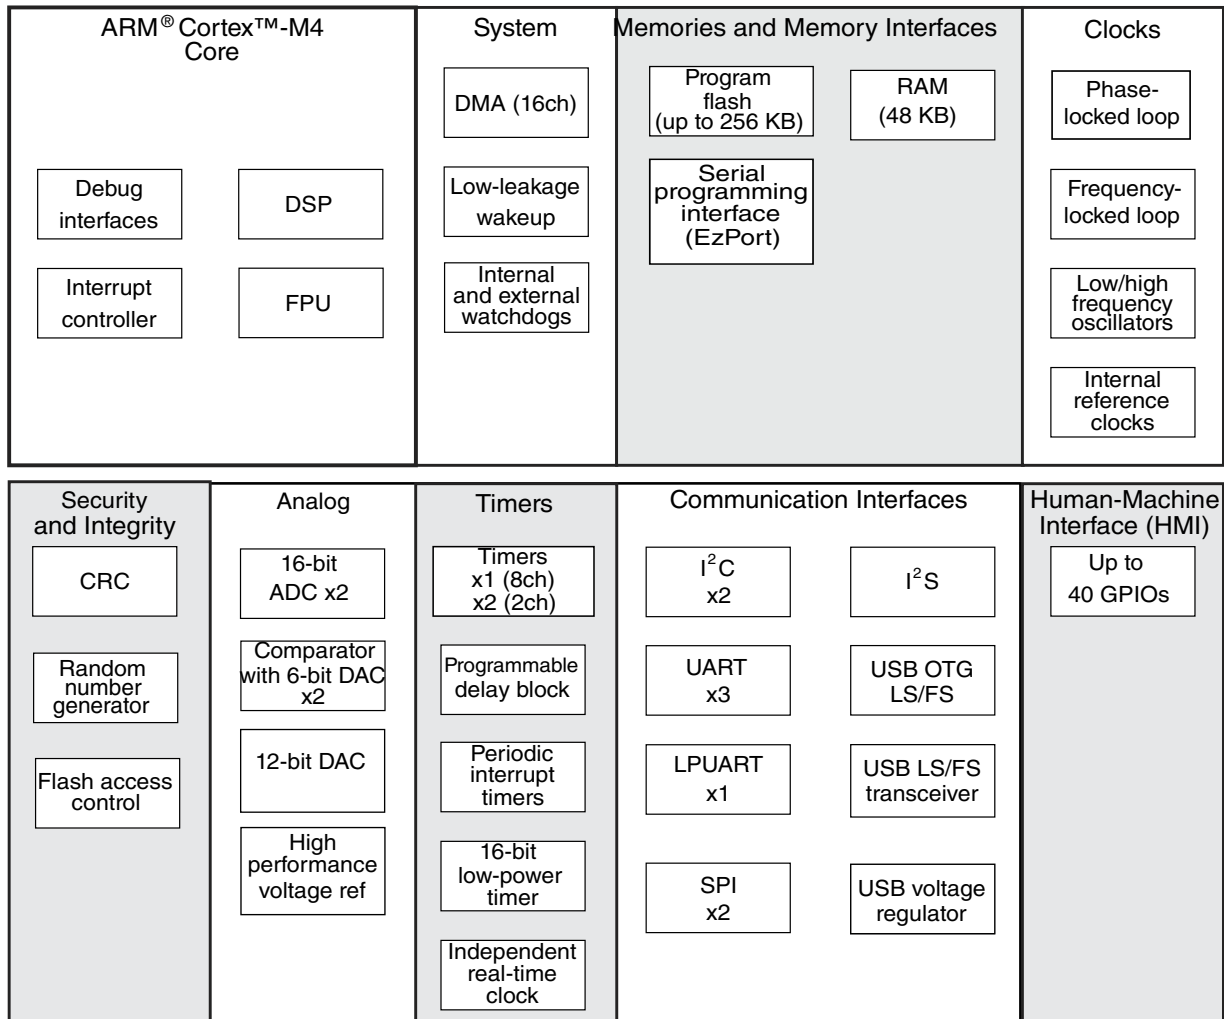 ARM® Cortex™-M4
Core
Debug
interfaces
DSP
Interrupt
controller
FPU
System
DMA (16ch)
Low-leakage
wakeup
Internal
and external
watchdogs
Memories and Memory Interfaces
Program
flash
(up to 256 KB)
RAM
(48 KB)
Serial
programming
interface
(EzPort)
Clocks
Phase-
locked loop
Frequency-
locked loop
Low/high
frequency
oscillators
Internal
reference
clocks
Security
and Integrity
CRC
Random
number
generator
Flash access
control
Analog
16-bit
ADC x2
Comparator
with 6-bit DAC
x2
12-bit DAC
High
performance
voltage ref
Timers
Timers
x1 (8ch)
x2 (2ch)
Programmable
delay block
Periodic
interrupt
timers
16-bit
low-power
timer
Independent
real-time
clock
Communication Interfaces
I²C
x2
I²S
UART
x3
USB OTG
LS/FS
LPUART
x1
USB LS/FS
transceiver
SPI
x2
USB voltage
regulator
Human-Machine
Interface (HMI)
Up to
40 GPIOs